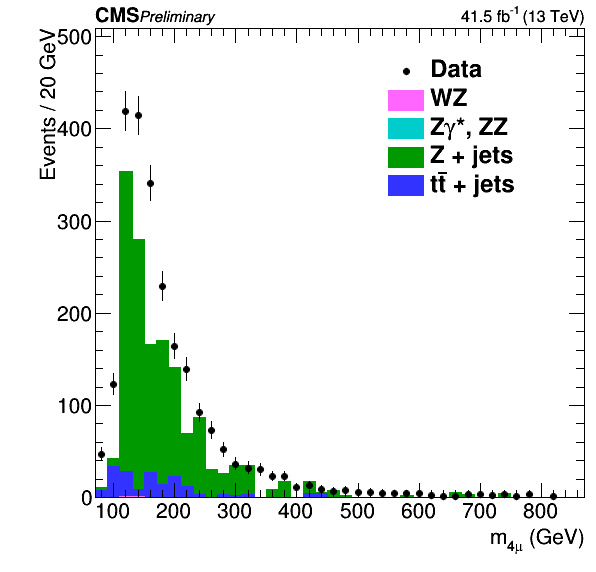 CMS Preliminary 41.5 fb⁻¹ (13 TeV)
Events / 20 GeV
500
400
300
200
100
0
Data
WZ
Zγ*, ZZ
Z + jets
tt̄ + jets
100 200 300 400 500 600 700 800
m₄μ (GeV)